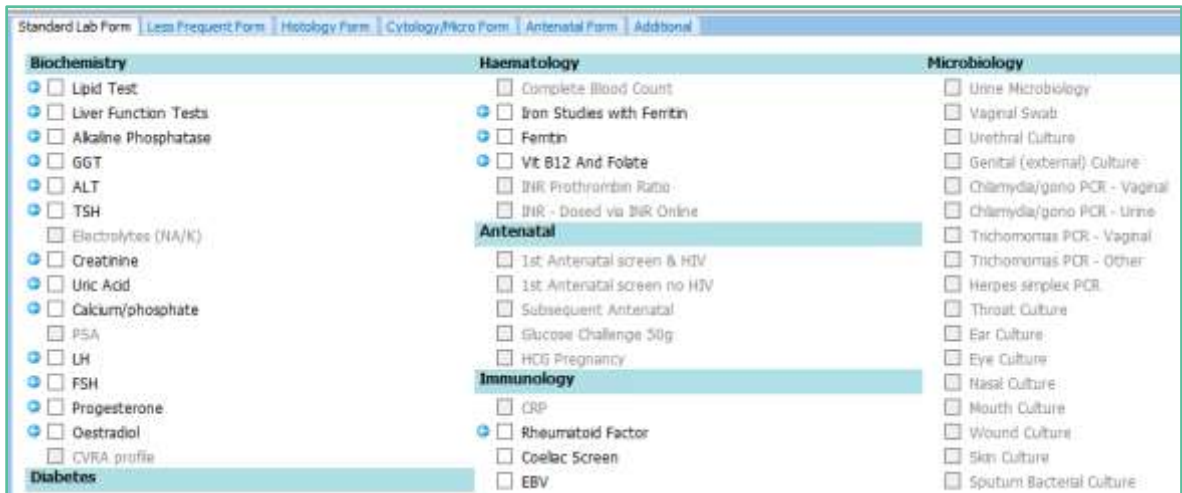 Standard Lab Form
Less Frequent Form
Histology Form
Cytology/Micro Form
Antenatal Form
Additional
Biochemistry
Lipid Test
Liver Function Tests
Alkaline Phosphatase
GGT
ALT
TSH
Electrolytes (NA/K)
Creatinine
Uric Acid
Calcium/phosphate
PSA
LH
FSH
Progesterone
Oestradiol
CVRA profile
Diabetes
Haematology
Complete Blood Count
Iron Studies with Ferritin
Ferritin
Vit B12 And Folate
INR Prothrombin Ratio
INR - Dosed via INR Online
Antenatal
1st Antenatal screen & HIV
1st Antenatal screen no HIV
Subsequent Antenatal
Glucose Challenge 50g
HCG Pregnancy
Immunology
CRP
Rheumatoid Factor
Coeliac Screen
EBV
Microbiology
Urine Microbiology
Vaginal Swab
Urethral Culture
Genital (external) Culture
Chlamydia/gono PCR - Vaginal
Chlamydia/gono PCR - Urine
Trichomomas PCR - Vaginal
Trichomomas PCR - Other
Herpes simplex PCR
Throat Culture
Ear Culture
Eye Culture
Nasal Culture
Mouth Culture
Wound Culture
Skin Culture
Sputum Bacterial Culture